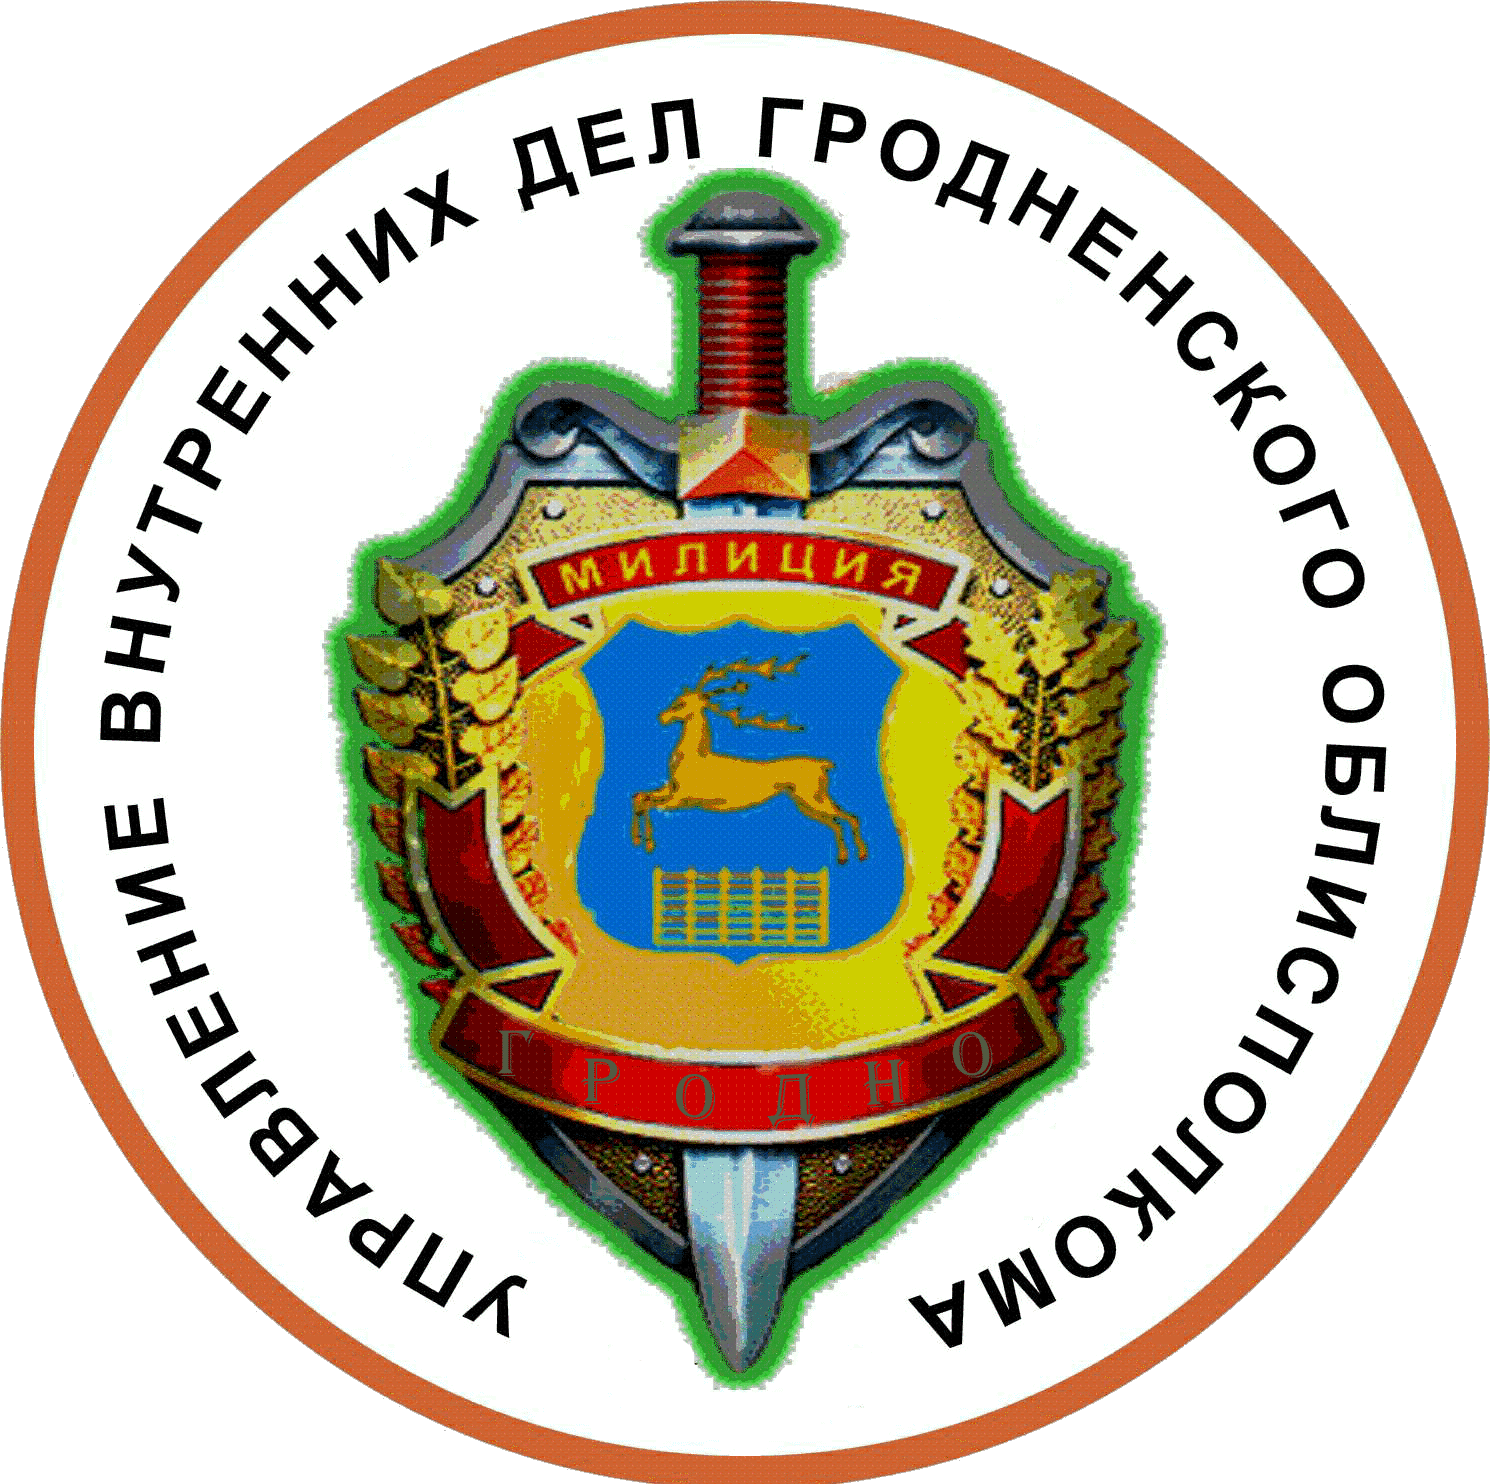 УПРАВЛЕНИЕ ВНУТРЕННИХ ДЕЛ ГРОДНЕНСКОГО ОБЛИСПОЛКОМА
МИЛИЦИЯ
ГРОДНО